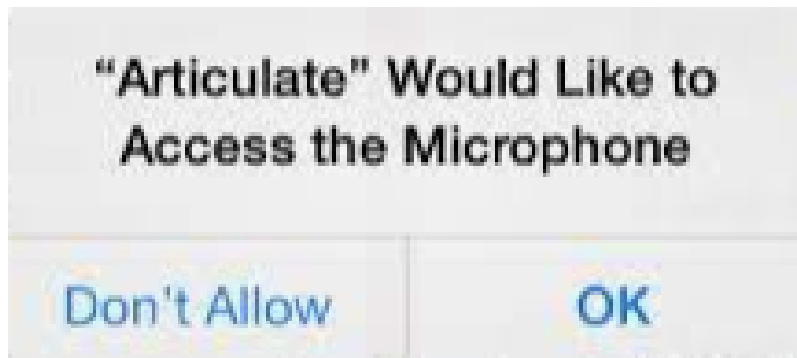 “Articulate” Would Like to
Access the Microphone
Don't Allow
OK